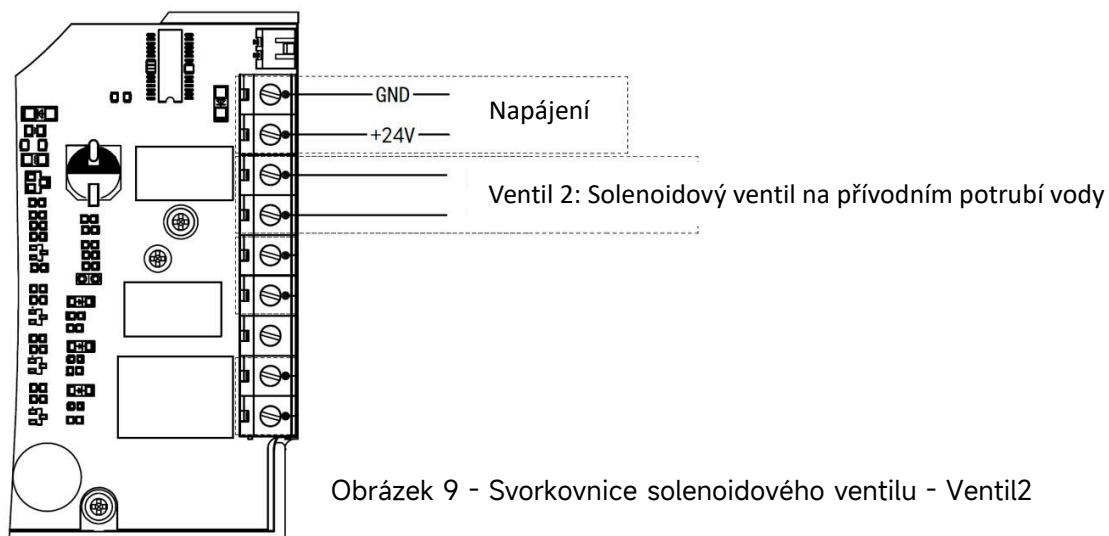 GND
Napájení
+24V
Ventil 2: Solenoidový ventil na přívodním potrubí vody
Obrázek 9 - Svorkovnice solenoidového ventilu - Ventil2